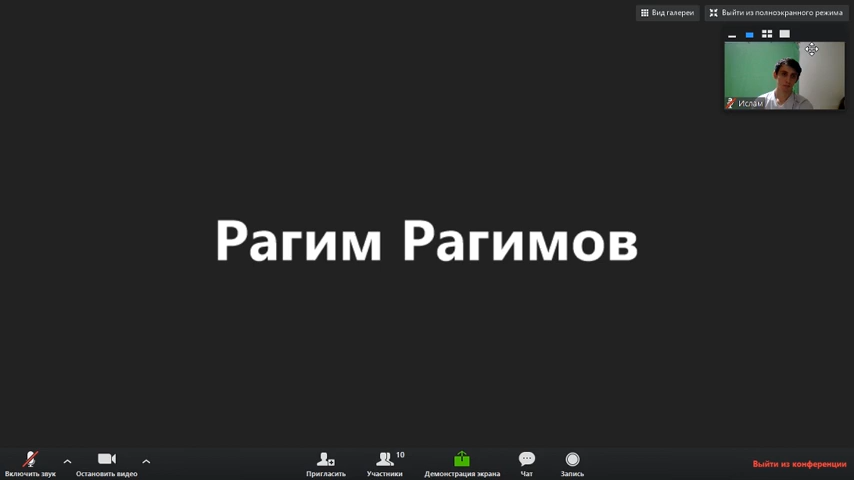 Вид галереи
Выйти из полноэкранного режима
Ислам
Рагим Рагимов
Включить звук
Остановить видео
Пригласить
Участники
10
Демонстрация экрана
Чат
Запись
Выйти из конференции